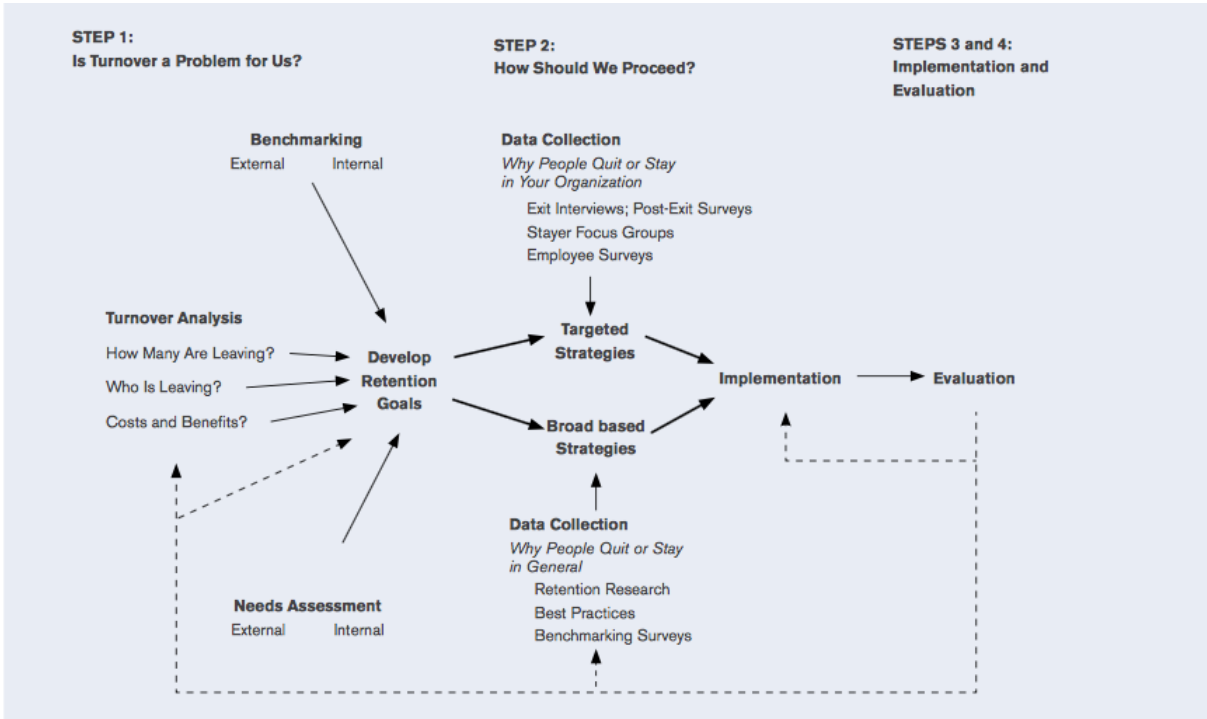 STEP 1:
Is Turnover a Problem for Us?
STEP 2:
How Should We Proceed?
STEPS 3 and 4:
Implementation and
Evaluation
Benchmarking
External Internal
Data Collection
Why People Quit or Stay
in Your Organization
Exit Interviews; Post-Exit Surveys
Stayer Focus Groups
Employee Surveys
Turnover Analysis
How Many Are Leaving?
Who Is Leaving?
Costs and Benefits?
Develop
Retention
Goals
Targeted
Strategies
Broad based
Strategies
Implementation
Evaluation
Needs Assessment
External Internal
Data Collection
Why People Quit or Stay
in General
Retention Research
Best Practices
Benchmarking Surveys